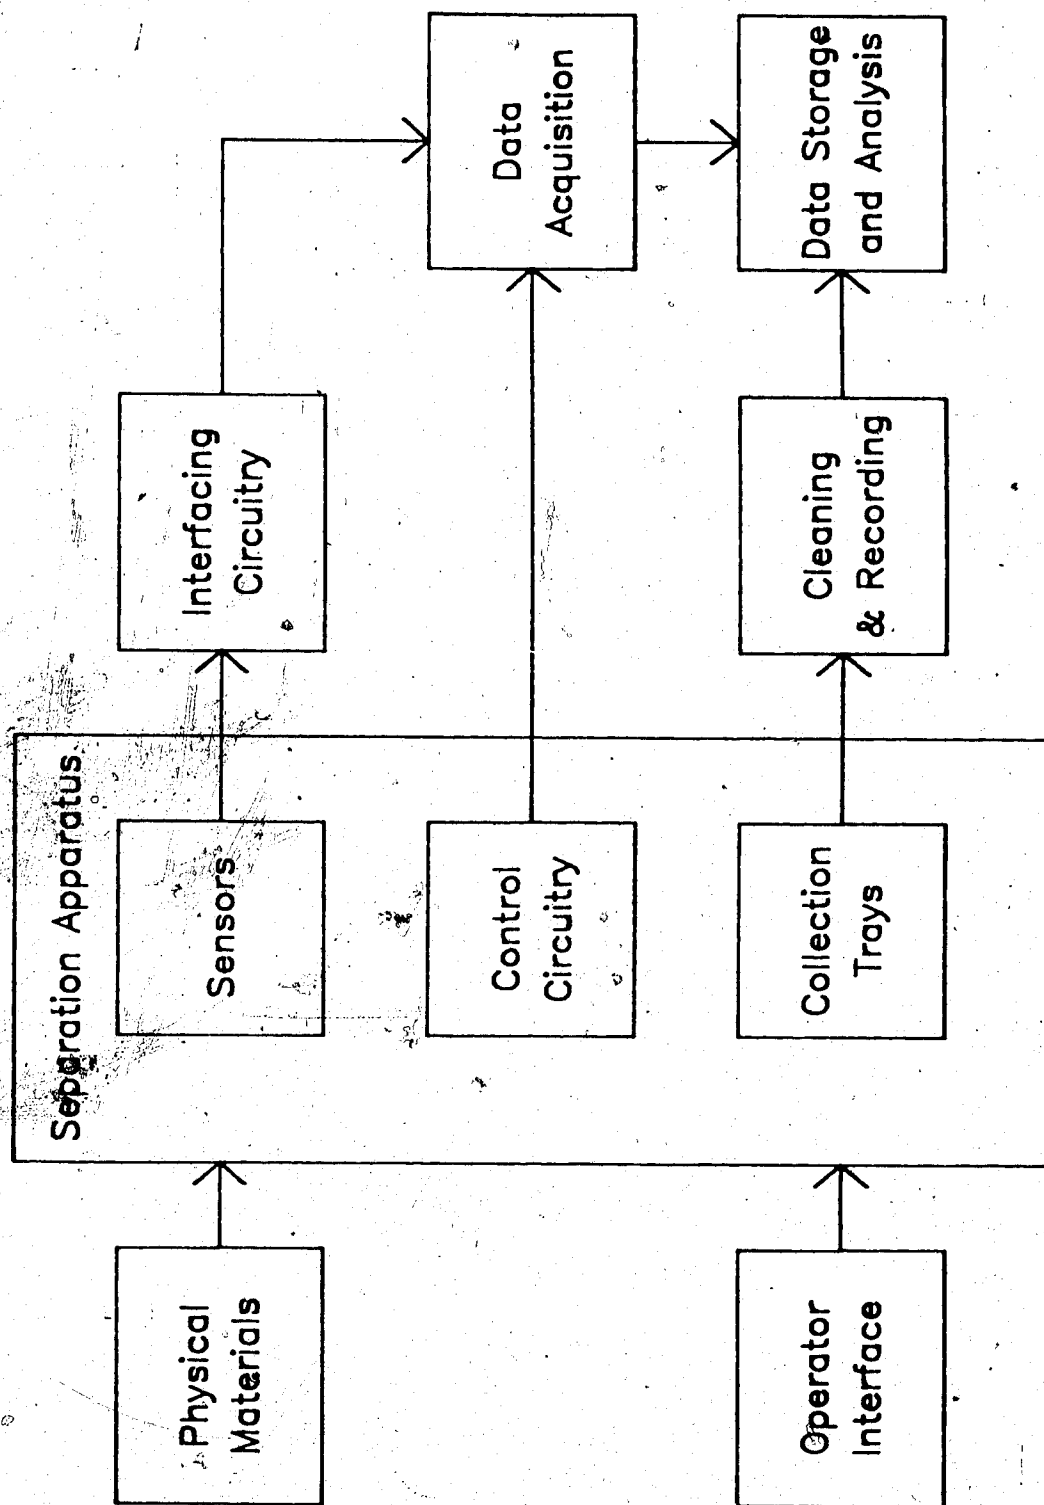 Separation Apparatus
Physical
Materials
Sensors
Interfacing
Circuitry
Control
Circuitry
Data
Acquisition
Operator
Interface
Collection
Trays
Cleaning
& Recording
Data Storage
and Analysis